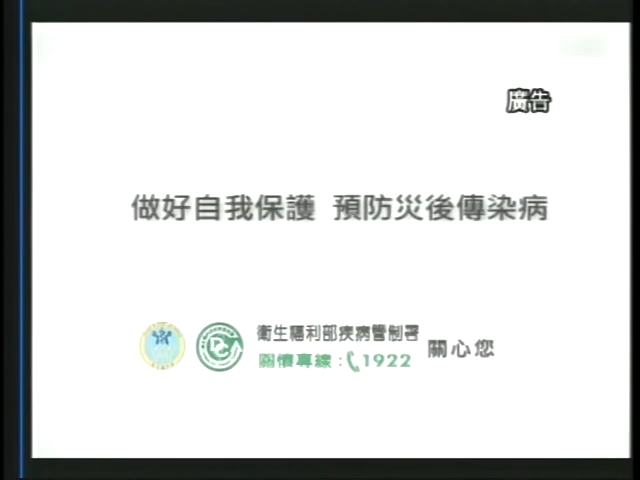 廣告
做好自我保護 預防災後傳染病
衛生福利部疾病管制署
關懷專線：1922
關心您